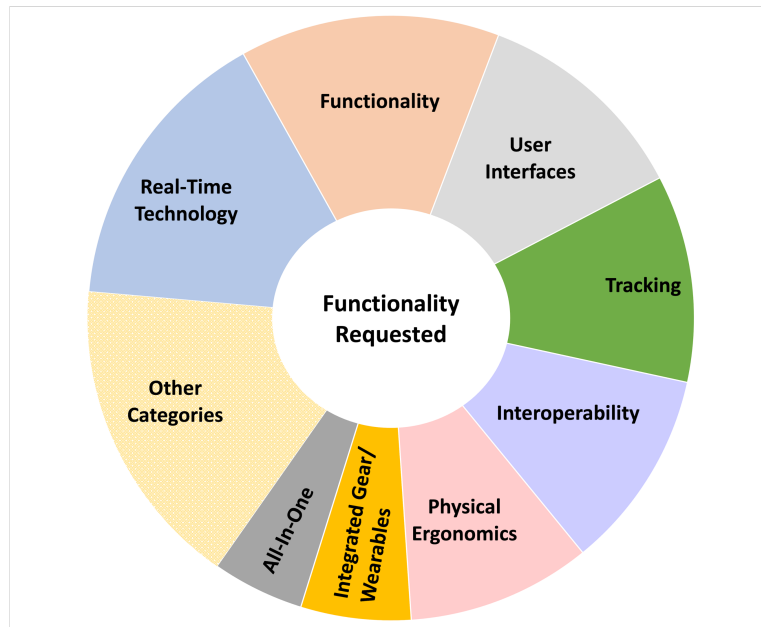 Functionality
User
Interfaces
Tracking
Interoperability
Physical
Ergonomics
Integrated Gear/
Wearables
All-In-One
Other
Categories
Real-Time
Technology
Functionality
Requested